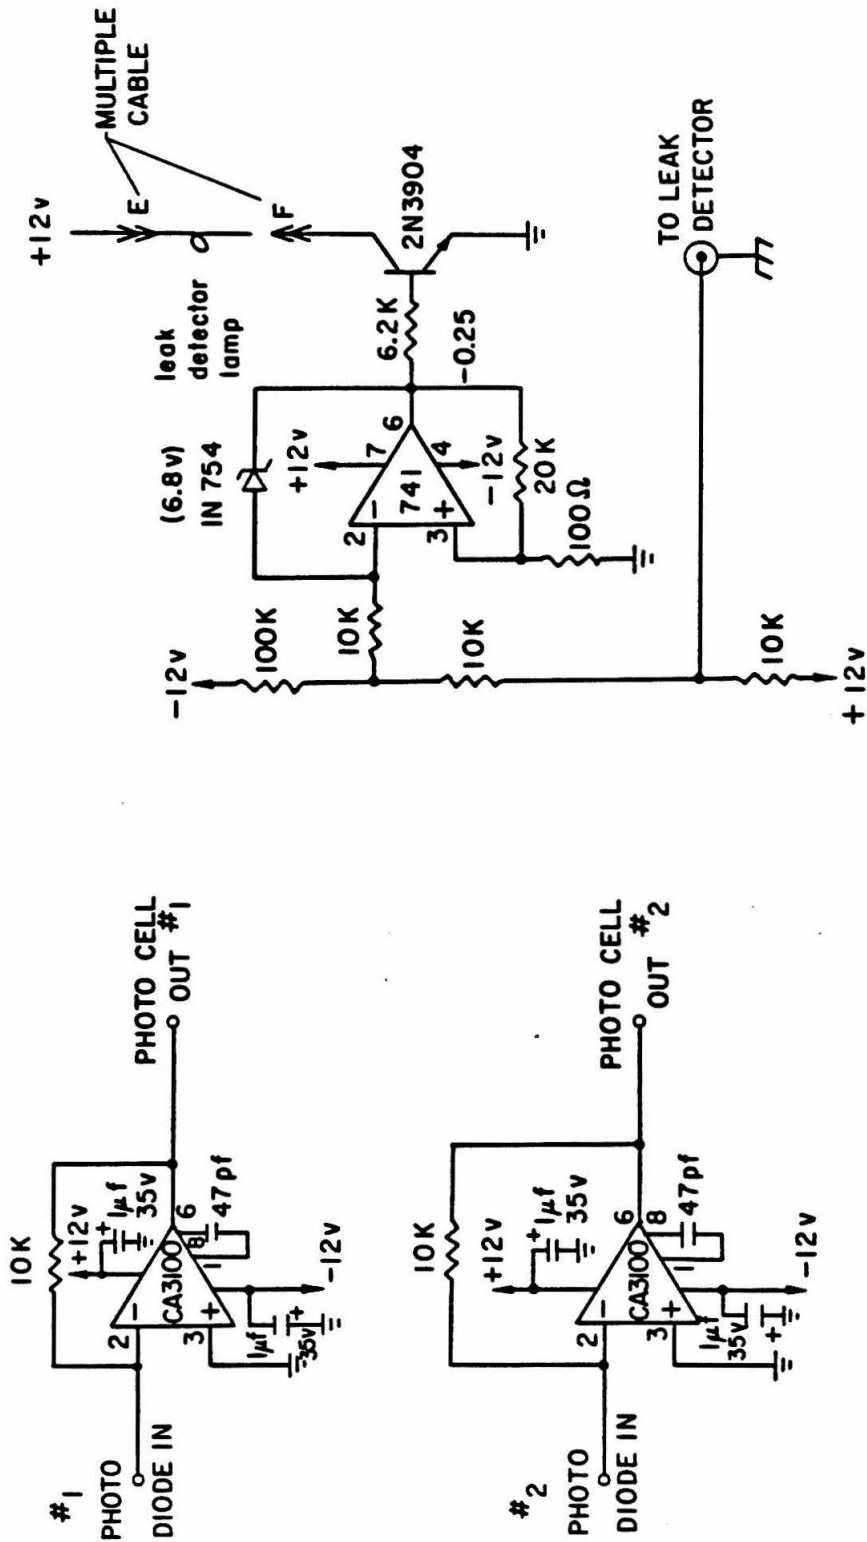 #1
PHOTO
DIODE IN
10K
+12v
+
1µf
35v
2
−
CA3100
3
+
6
8
1
47pf
1µf
+
35v
−12v
PHOTO CELL
OUT #1
#2
PHOTO
DIODE IN
10K
+12v
+
1µf
35v
2
−
CA3100
3
+
6
8
1
47pf
1µf
35v
+
−12v
PHOTO CELL
OUT #2
−12v
100K
10K
10K
10K
+12v
(6.8v)
IN 754
+12v
2
−
7
741
6
3
+
4
−12v
20K
100Ω
6.2K
−0.25
2N3904
leak
detector
lamp
+12v
E
F
MULTIPLE
CABLE
TO LEAK
DETECTOR